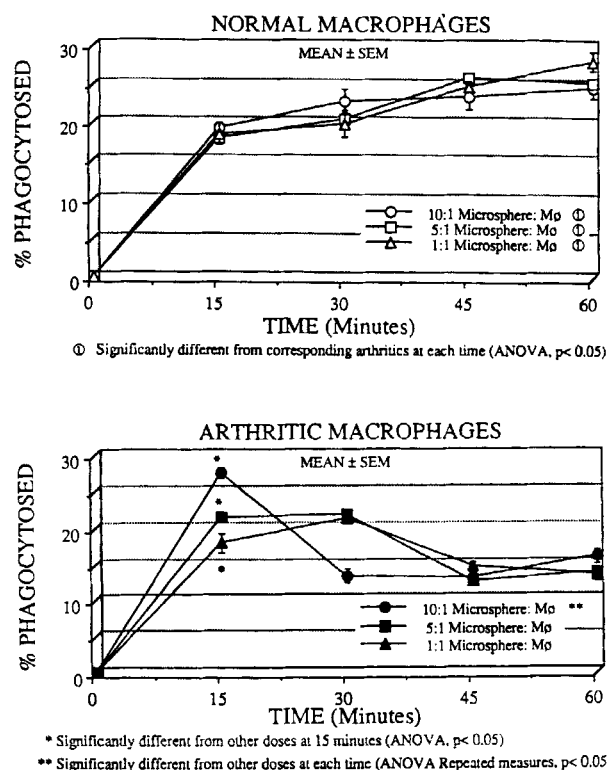 NORMAL MACROPHAGES
MEAN ± SEM
% PHAGOCYTOSED
30
20
10
0
10:1 Microsphere: Mø ①
5:1 Microsphere: Mø ①
1:1 Microsphere: Mø ①
0 15 30 45 60
TIME (Minutes)
① Significantly different from corresponding arthritics at each time (ANOVA, p< 0.05)
ARTHRITIC MACROPHAGES
MEAN ± SEM
% PHAGOCYTOSED
30
20
10
0
*
*
*
10:1 Microsphere: Mø **
5:1 Microsphere: Mø
1:1 Microsphere: Mø
0 15 30 45 60
TIME (Minutes)
* Significantly different from other doses at 15 minutes (ANOVA, p< 0.05)
** Significantly different from other doses at each time (ANOVA Repeated measures, p< 0.05